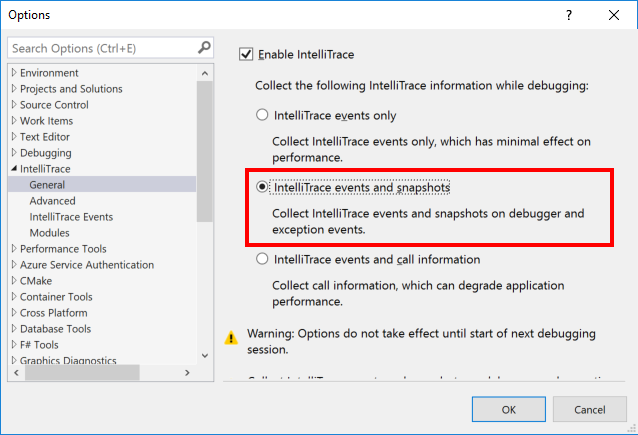 Options
Search Options (Ctrl+E)
Environment
Projects and Solutions
Source Control
Work Items
Text Editor
Debugging
IntelliTrace
General
Advanced
IntelliTrace Events
Modules
Performance Tools
Azure Service Authentication
CMake
Container Tools
Cross Platform
Database Tools
F# Tools
Graphics Diagnostics
Enable IntelliTrace
Collect the following IntelliTrace information while debugging:
IntelliTrace events only
Collect IntelliTrace events only, which has minimal effect on
performance.
IntelliTrace events and snapshots
Collect IntelliTrace events and snapshots on debugger and
exception events.
IntelliTrace events and call information
Collect call information, which can degrade application
performance.
Warning: Options do not take effect until start of next debugging
session.
OK
Cancel